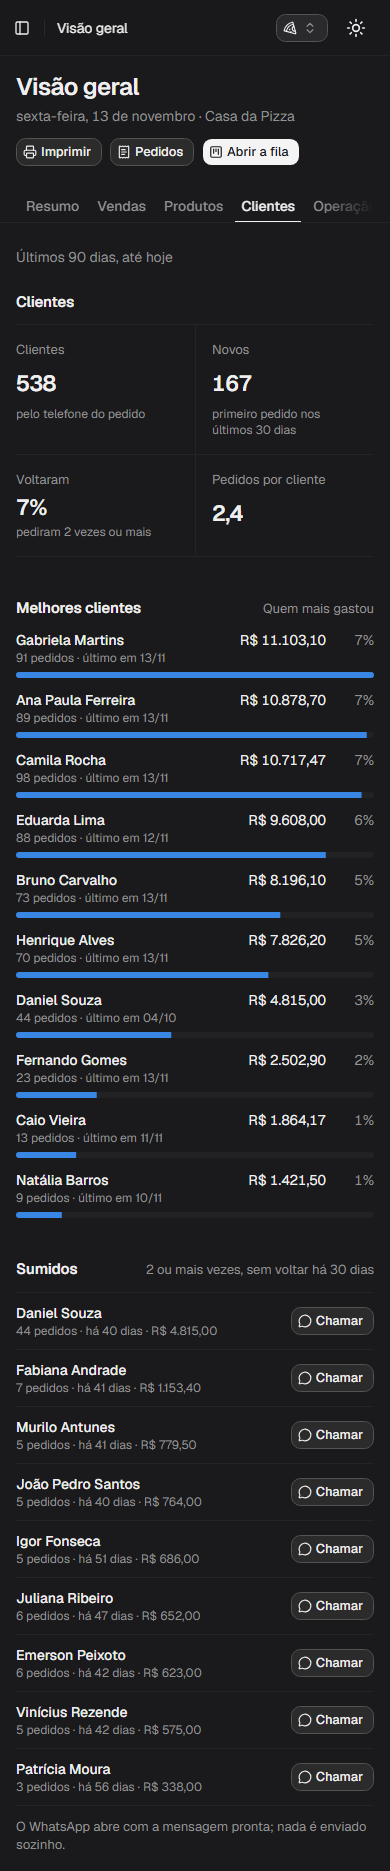 Visão geral
Visão geral
sexta-feira, 13 de novembro · Casa da Pizza
Imprimir
Pedidos
Abrir a fila
Resumo
Vendas
Produtos
Clientes
Últimos 90 dias, até hoje
Clientes
Clientes
538
pelo telefone do pedido
Novos
167
primeiro pedido nos
últimos 30 dias
Voltaram
7%
pediram 2 vezes ou mais
Pedidos por cliente
2,4
Melhores clientes
Quem mais gastou
Gabriela Martins R$ 11.103,10 7%
91 pedidos · último em 13/11
Ana Paula Ferreira R$ 10.878,70 7%
89 pedidos · último em 13/11
Camila Rocha R$ 10.717,47 7%
98 pedidos · último em 13/11
Eduarda Lima R$ 9.608,00 6%
88 pedidos · último em 12/11
Bruno Carvalho R$ 8.196,10 5%
73 pedidos · último em 13/11
Henrique Alves R$ 7.826,20 5%
70 pedidos · último em 13/11
Daniel Souza R$ 4.815,00 3%
44 pedidos · último em 04/10
Fernando Gomes R$ 2.502,90 2%
23 pedidos · último em 13/11
Caio Vieira R$ 1.864,17 1%
13 pedidos · último em 11/11
Natália Barros R$ 1.421,50 1%
9 pedidos · último em 10/11
Sumidos
2 ou mais vezes, sem voltar há 30 dias
Daniel Souza
44 pedidos · há 40 dias · R$ 4.815,00
Chamar
Fabiana Andrade
7 pedidos · há 41 dias · R$ 1.153,40
Chamar
Murilo Antunes
5 pedidos · há 41 dias · R$ 779,50
Chamar
João Pedro Santos
5 pedidos · há 40 dias · R$ 764,00
Chamar
Igor Fonseca
5 pedidos · há 51 dias · R$ 686,00
Chamar
Juliana Ribeiro
6 pedidos · há 47 dias · R$ 652,00
Chamar
Emerson Peixoto
6 pedidos · há 42 dias · R$ 623,00
Chamar
Vinícius Rezende
5 pedidos · há 42 dias · R$ 575,00
Chamar
Patrícia Moura
3 pedidos · há 56 dias · R$ 338,00
Chamar
O WhatsApp abre com a mensagem pronta; nada é enviado
sozinho.